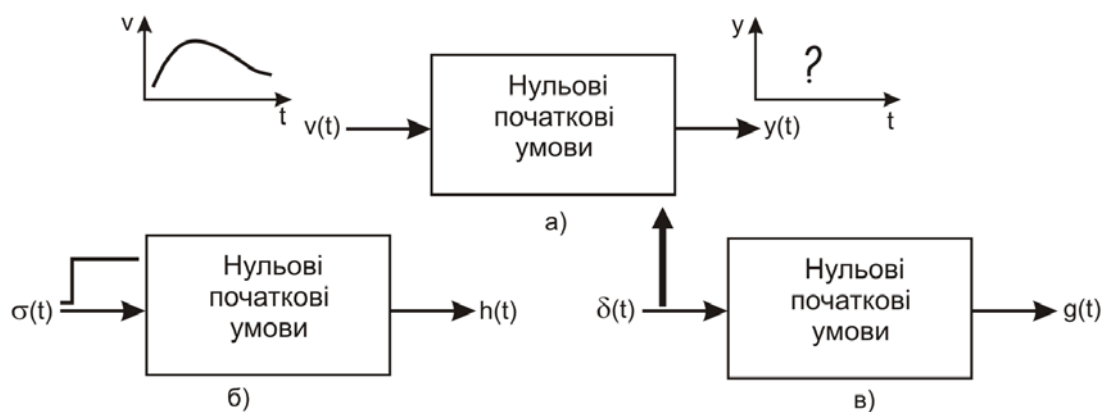 v
t
v(t)
Нульові
початкові
умови
y
?
t
y(t)
а)
σ(t)
Нульові
початкові
умови
h(t)
б)
δ(t)
Нульові
початкові
умови
g(t)
в)